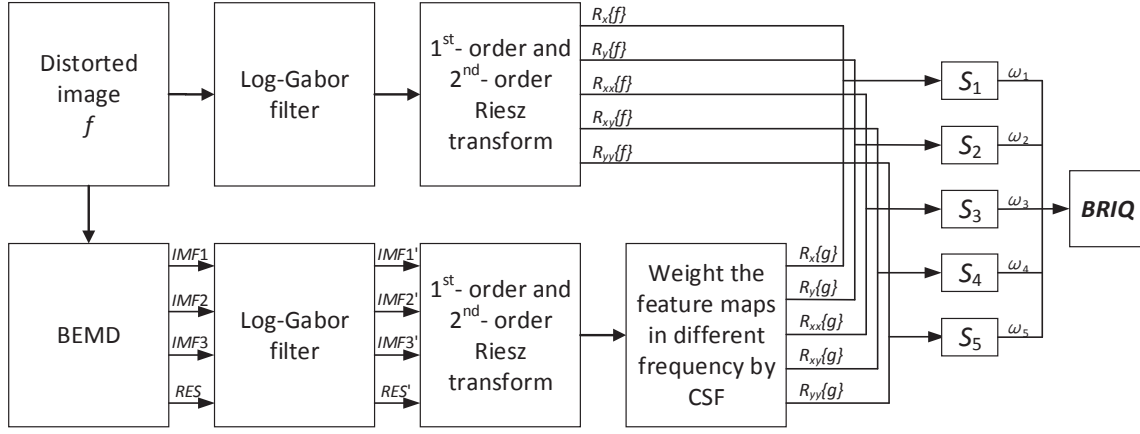 Distorted
image
f
Log-Gabor
filter
1st- order and
2nd- order
Riesz
transform
Rx{f}
Ry{f}
Rxx{f}
Rxy{f}
Ryy{f}
S1
S2
S3
S4
S5
ω1
ω2
ω3
ω4
ω5
BRIQ
BEMD
IMF1
IMF2
IMF3
RES
Log-Gabor
filter
IMF1'
IMF2'
IMF3'
RES'
1st- order and
2nd- order
Riesz
transform
Weight the
feature maps
in different
frequency by
CSF
Rx{g}
Ry{g}
Rxx{g}
Rxy{g}
Ryy{g}